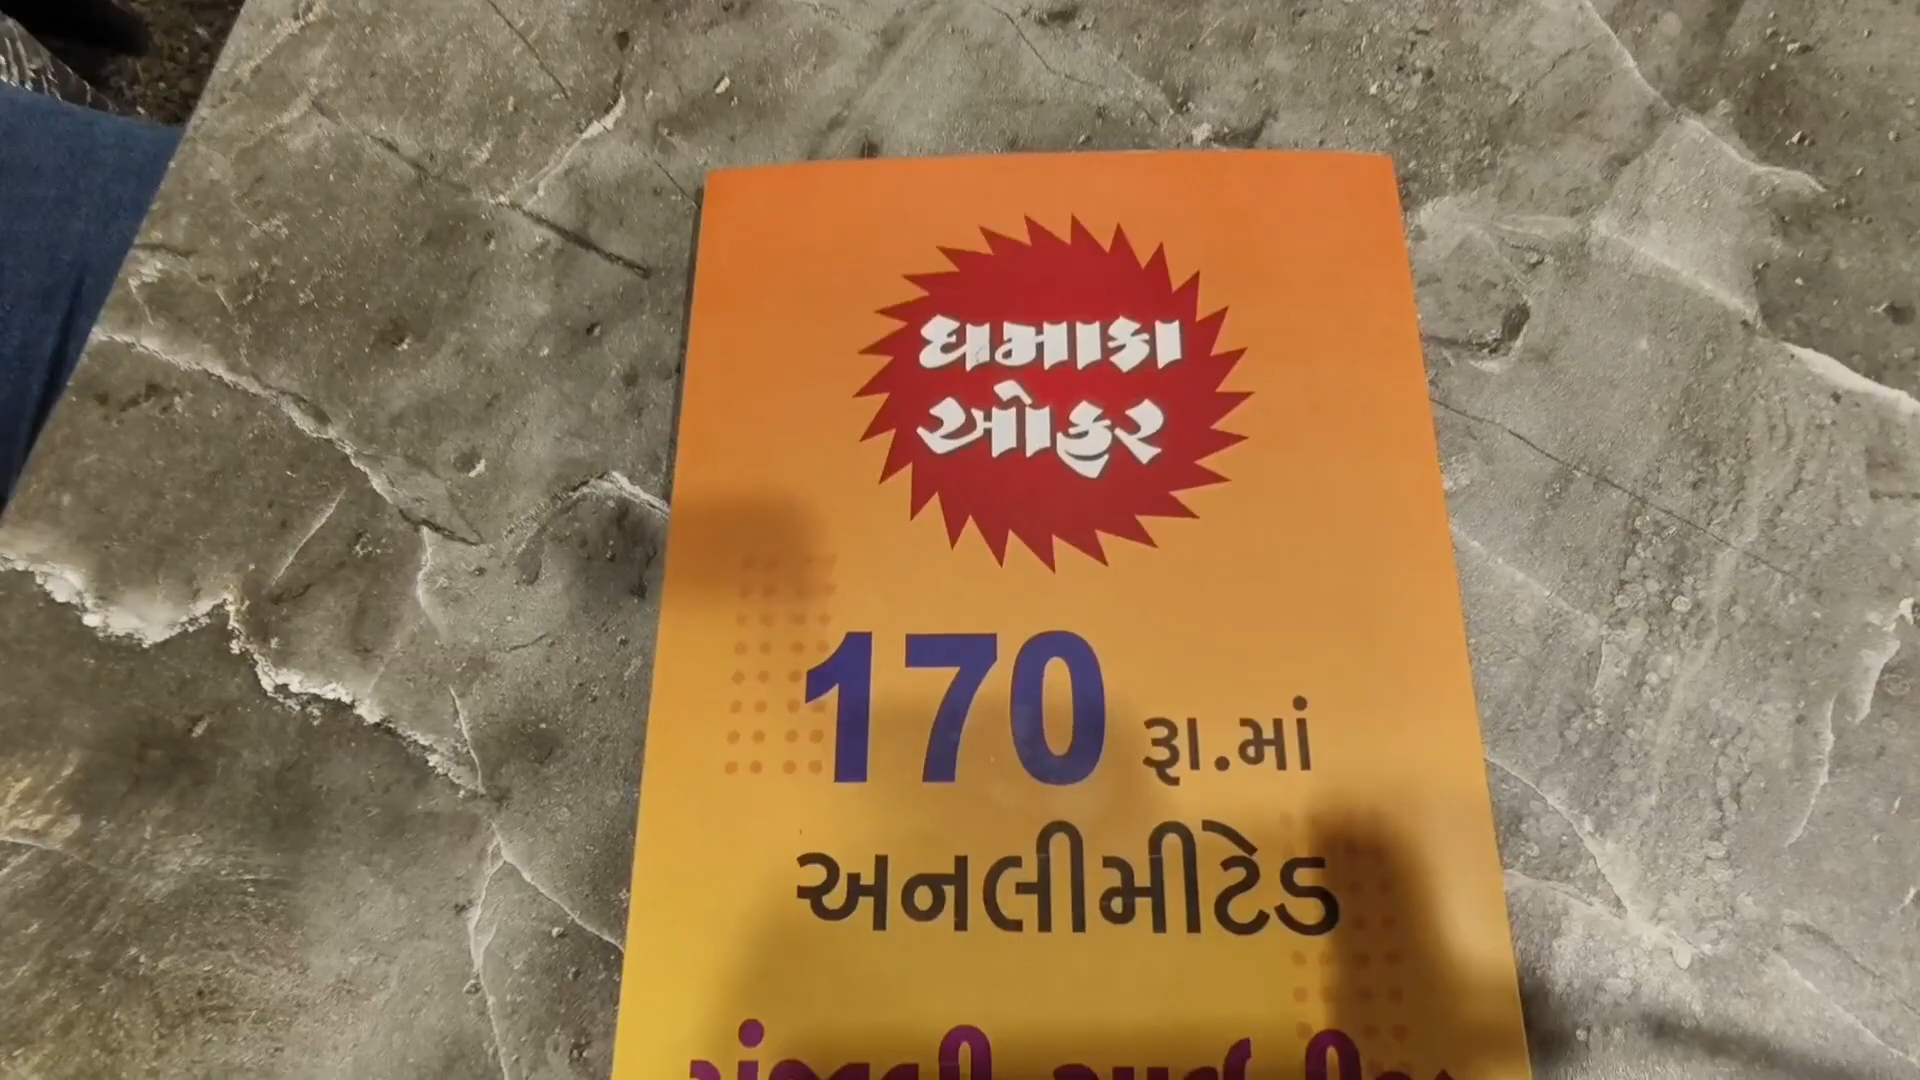 ધમાકા
ઓફર
170 રૂા.માં
અનલીમીટેડ
પંજાબી